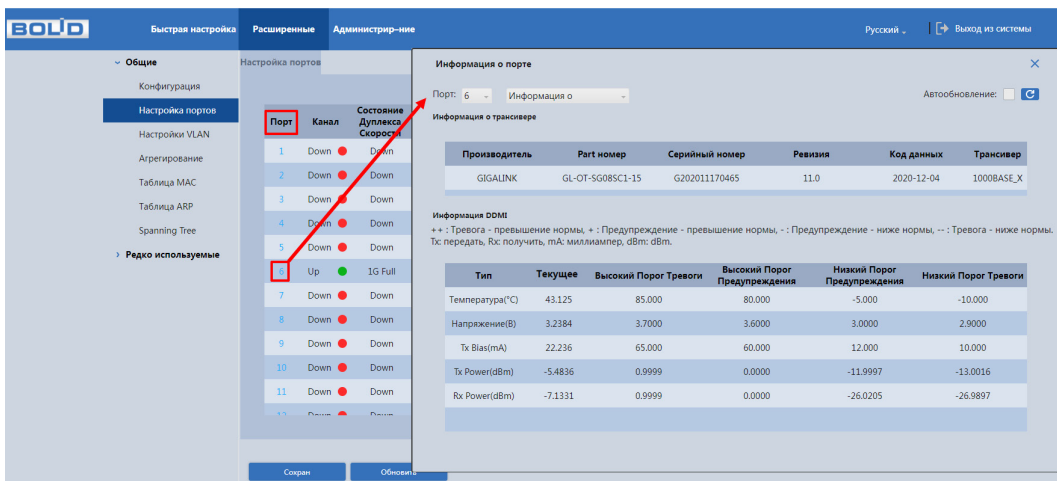 BOLID
Быстрая настройка Расширенные Администрир-ние Русский Выход из системы
Общие
Конфигурация
Настройка портов
Настройки VLAN
Агрегирование
Таблица MAC
Таблица ARP
Spanning Tree
Редко используемые
Настройка портов
Порт Канал Состояние Дуплекса Скорости
1 Down Down
2 Down Down
3 Down Down
4 Down Down
5 Down Down
6 Up 1G Full
7 Down Down
8 Down Down
9 Down Down
10 Down Down
11 Down Down
12 Down Down
Сохран Обновить
Информация о порте
Порт: 6 Информация о Автообновление:
Информация о трансивере
Производитель Part номер Серийный номер Ревизия Код данных Трансивер
GIGALINK GL-OT-SG08SC1-15 G202011170465 11.0 2020-12-04 1000BASE_X
Информация DDMI
++ : Тревога - превышение нормы, + : Предупреждение - превышение нормы, - : Предупреждение - ниже нормы, -- : Тревога - ниже нормы.
Tx: передать, Rx: получить, mA: миллиампер, dBm: dBm.
Тип Текущее Высокий Порог Тревоги Высокий Порог Предупреждения Низкий Порог Предупреждения Низкий Порог Тревоги
Температура(°C) 43.125 85.000 80.000 -5.000 -10.000
Напряжение(В) 3.2384 3.7000 3.6000 3.0000 2.9000
Tx Bias(mA) 22.236 65.000 60.000 12.000 10.000
Tx Power(dBm) -5.4836 0.9999 0.0000 -11.9997 -13.0016
Rx Power(dBm) -7.1331 0.9999 0.0000 -26.0205 -26.9897